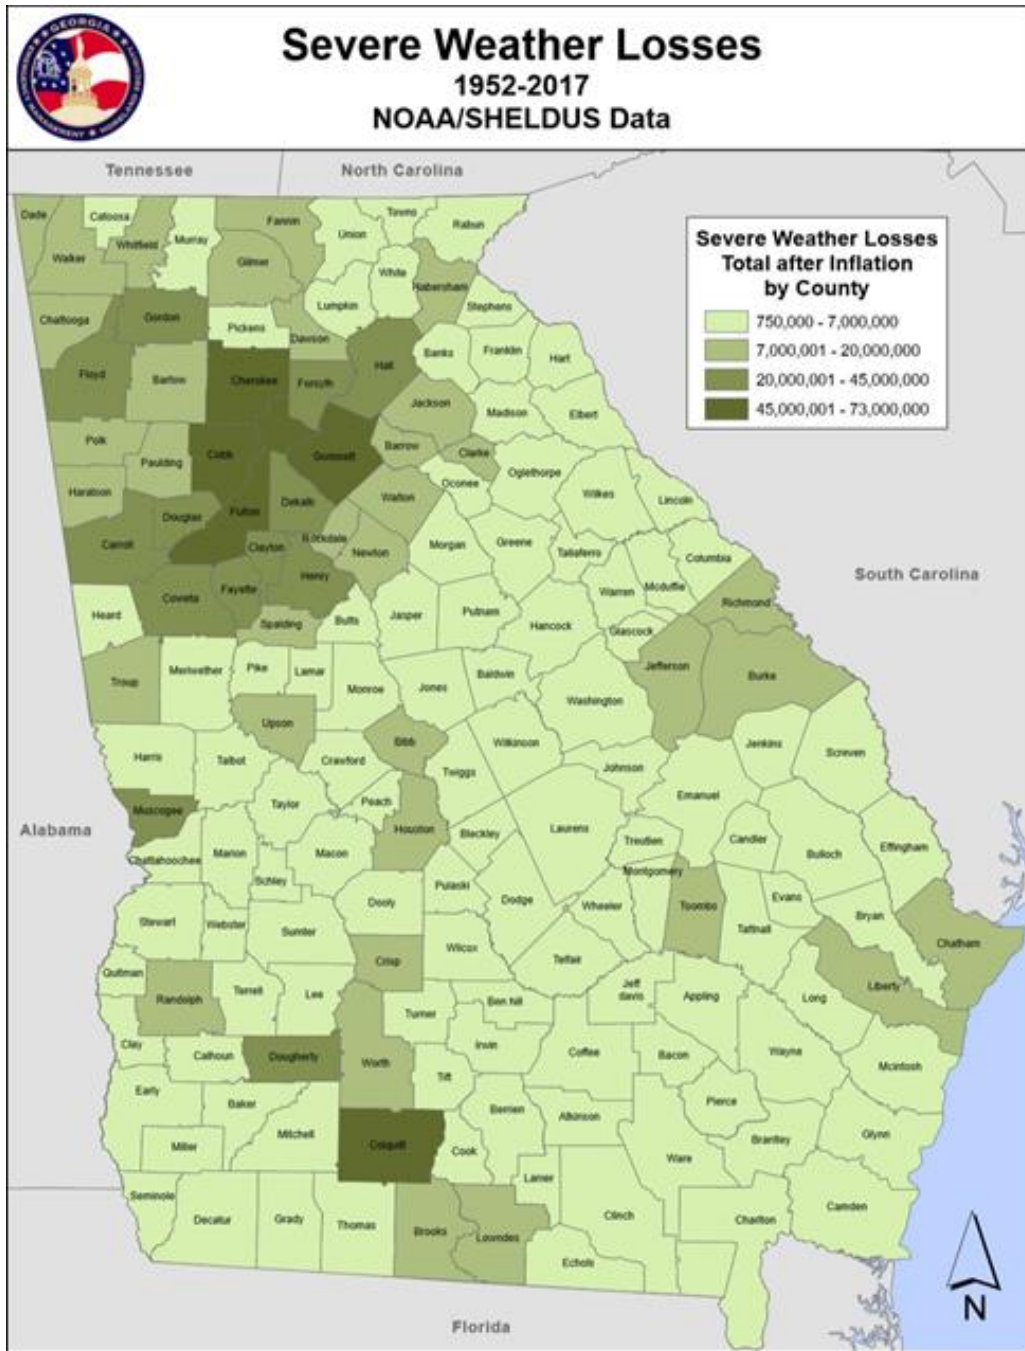 GEORGIA
EMERGENCY MANAGEMENT ★ HOMELAND SECURITY
Severe Weather Losses
1952-2017
NOAA/SHELDUS Data
Tennessee
North Carolina
Severe Weather Losses
Total after Inflation
by County
750,000 - 7,000,000
7,000,001 - 20,000,000
20,000,001 - 45,000,000
45,000,001 - 73,000,000
Dade
Catoosa
Fannin
Towns
Rabun
Walker
Whitfield
Murray
Union
Gilmer
White
Habersham
Chattooga
Gordon
Lumpkin
Stephens
Pickens
Dawson
Banks
Franklin
Hart
Floyd
Bartow
Cherokee
Forsyth
Hall
Jackson
Madison
Elbert
Polk
Paulding
Cobb
Gwinnett
Barrow
Clarke
Oglethorpe
Haralson
Oconee
Wilkes
Lincoln
Douglas
Fulton
Dekalb
Walton
Carroll
Clayton
Rockdale
Newton
Morgan
Greene
Taliaferro
Columbia
South Carolina
Coweta
Fayette
Henry
Warren
Mcduffie
Richmond
Heard
Spalding
Butts
Jasper
Putnam
Hancock
Glascock
Troup
Meriwether
Pike
Lamar
Monroe
Jones
Baldwin
Jefferson
Burke
Washington
Upson
Bibb
Wilkinson
Jenkins
Screven
Harris
Talbot
Crawford
Twiggs
Johnson
Emanuel
Muscogee
Taylor
Peach
Alabama
Houston
Bleckley
Laurens
Treutlen
Candler
Bulloch
Effingham
Chattahoochee
Marion
Macon
Montgomery
Schley
Pulaski
Dodge
Wheeler
Toombs
Evans
Bryan
Stewart
Webster
Sumter
Dooly
Wilcox
Tattnall
Chatham
Quitman
Crisp
Telfair
Randolph
Terrell
Lee
Turner
Ben hill
Jeff
davis
Appling
Long
Liberty
Clay
Calhoun
Dougherty
Worth
Irwin
Coffee
Bacon
Wayne
Mcintosh
Early
Baker
Tift
Berrien
Atkinson
Pierce
Miller
Mitchell
Colquitt
Cook
Ware
Brantley
Glynn
Seminole
Decatur
Grady
Thomas
Brooks
Lowndes
Lanier
Clinch
Charlton
Camden
Echols
N
Florida